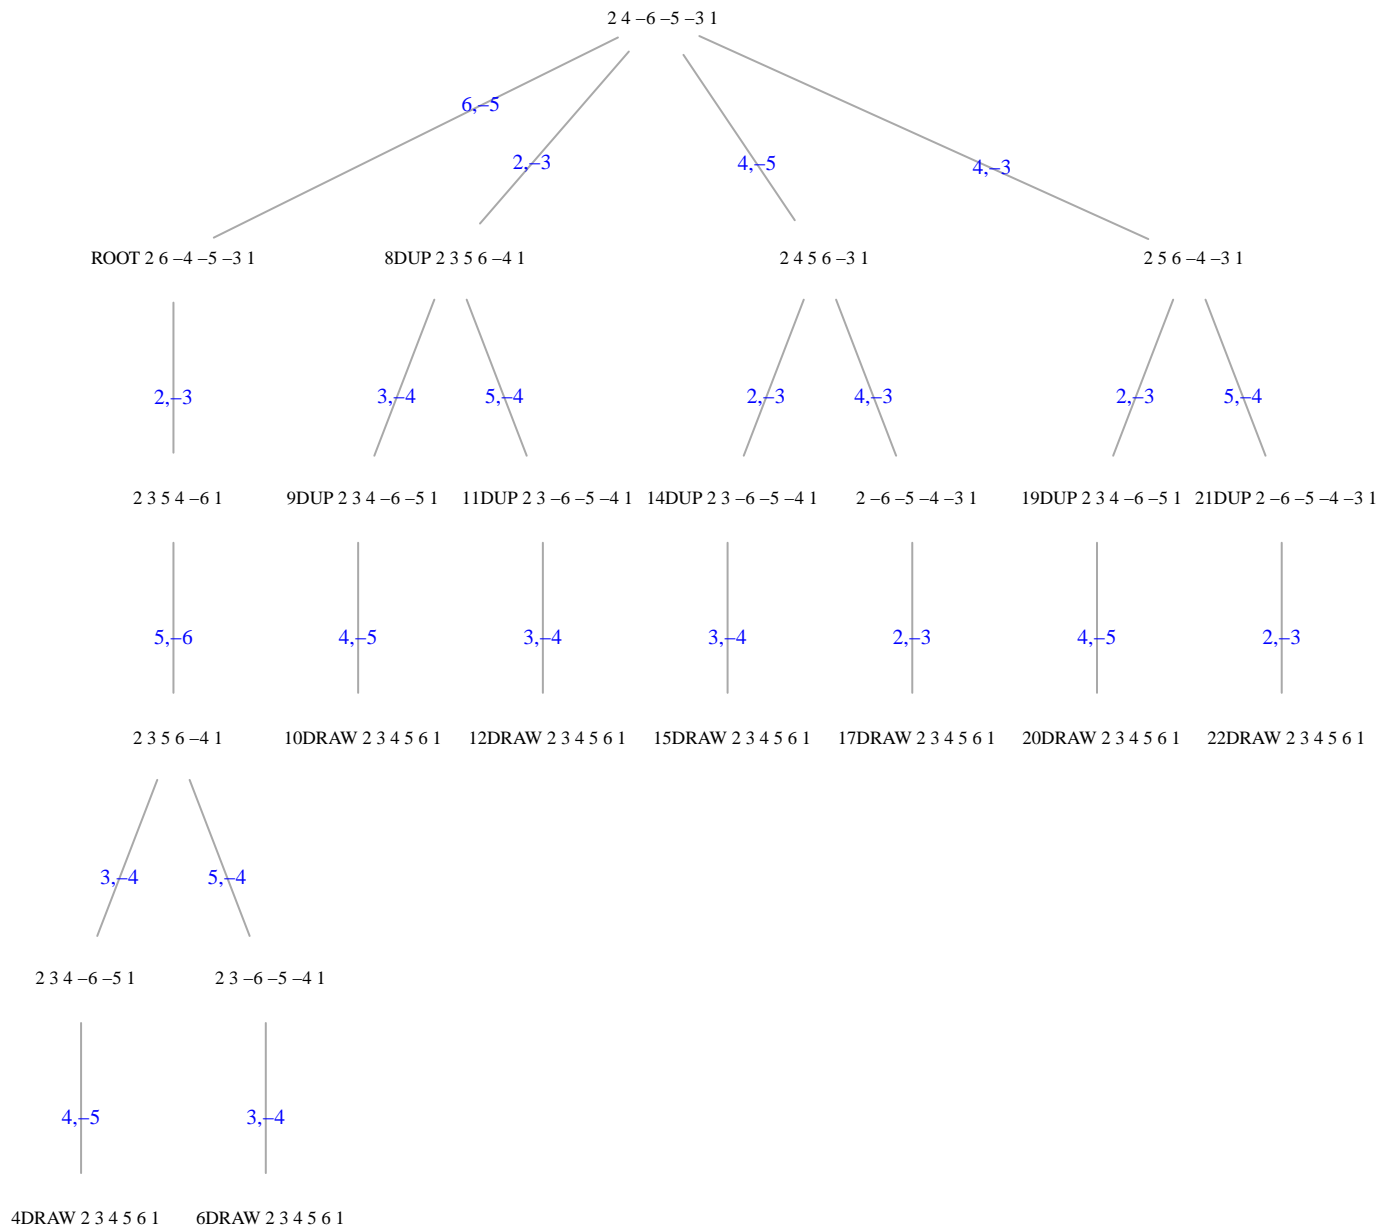 2 4 –6 –5 –3 1
6,–5
2,–3
4,–5
4,–3
ROOT 2 6 –4 –5 –3 1
8DUP 2 3 5 6 –4 1
2 4 5 6 –3 1
2 5 6 –4 –3 1
2,–3
3,–4
5,–4
2,–3
4,–3
2,–3
5,–4
2 3 5 4 –6 1
9DUP 2 3 4 –6 –5 1
11DUP 2 3 –6 –5 –4 1
14DUP 2 3 –6 –5 –4 1
2 –6 –5 –4 –3 1
19DUP 2 3 4 –6 –5 1
21DUP 2 –6 –5 –4 –3 1
5,–6
4,–5
3,–4
3,–4
2,–3
4,–5
2,–3
2 3 5 6 –4 1
10DRAW 2 3 4 5 6 1
12DRAW 2 3 4 5 6 1
15DRAW 2 3 4 5 6 1
17DRAW 2 3 4 5 6 1
20DRAW 2 3 4 5 6 1
22DRAW 2 3 4 5 6 1
3,–4
5,–4
2 3 4 –6 –5 1
2 3 –6 –5 –4 1
4,–5
3,–4
4DRAW 2 3 4 5 6 1
6DRAW 2 3 4 5 6 1